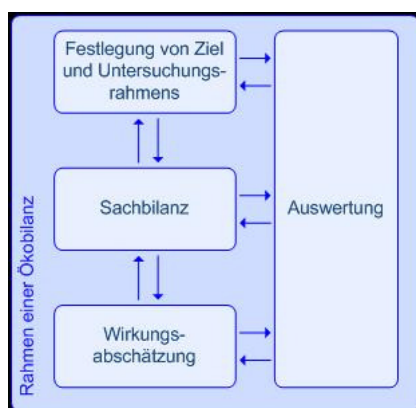 Festlegung von Ziel
und Untersuchungs-
rahmens
Sachbilanz
Wirkungs-
abschätzung
Auswertung
Rahmen einer Ökobilanz